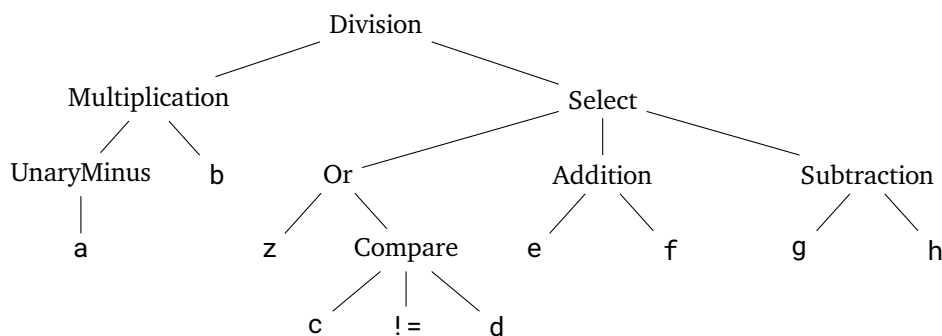 Division
Multiplication Select
UnaryMinus b Or Addition Subtraction
a z Compare e f g h
c != d